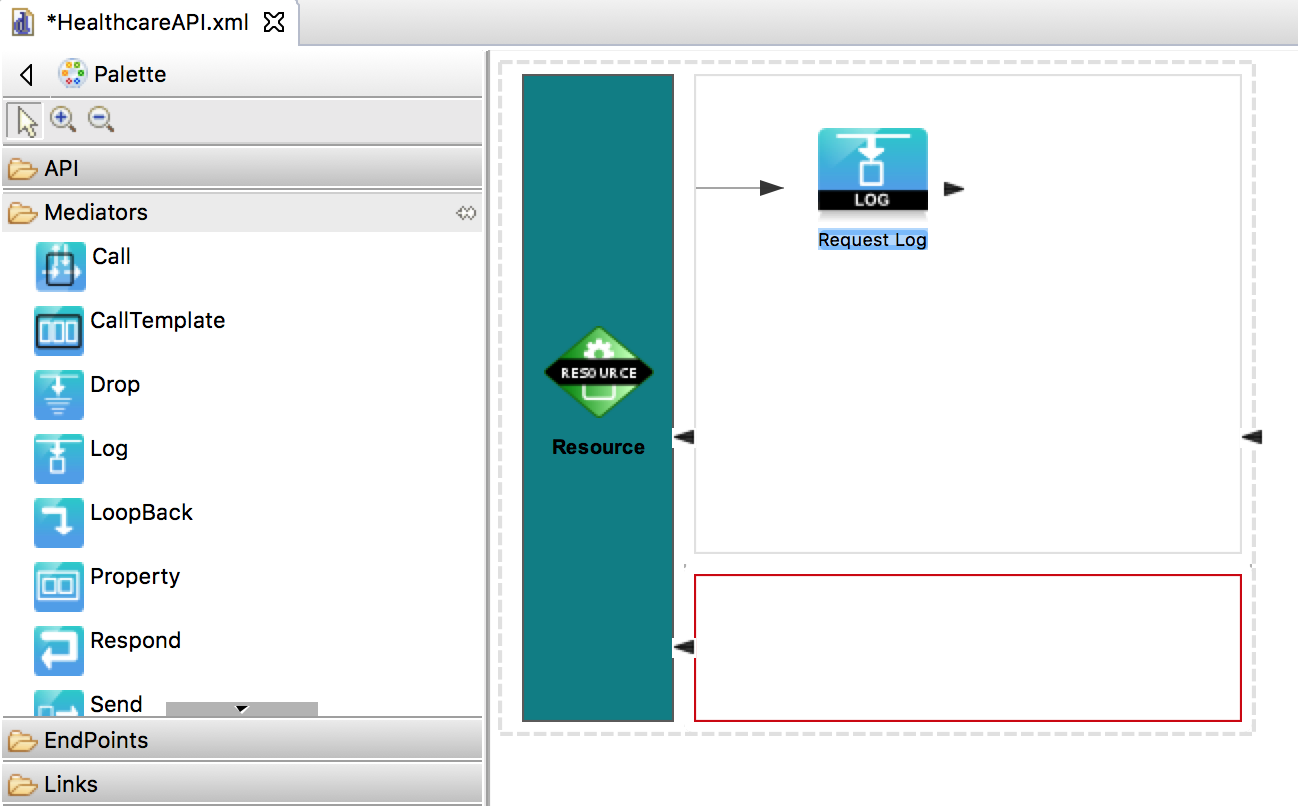 *HealthcareAPI.xml
Palette
API
Mediators
Call
CallTemplate
Drop
Log
LoopBack
Property
Respond
Send
EndPoints
Links
LOG
Request Log
RESOURCE
Resource